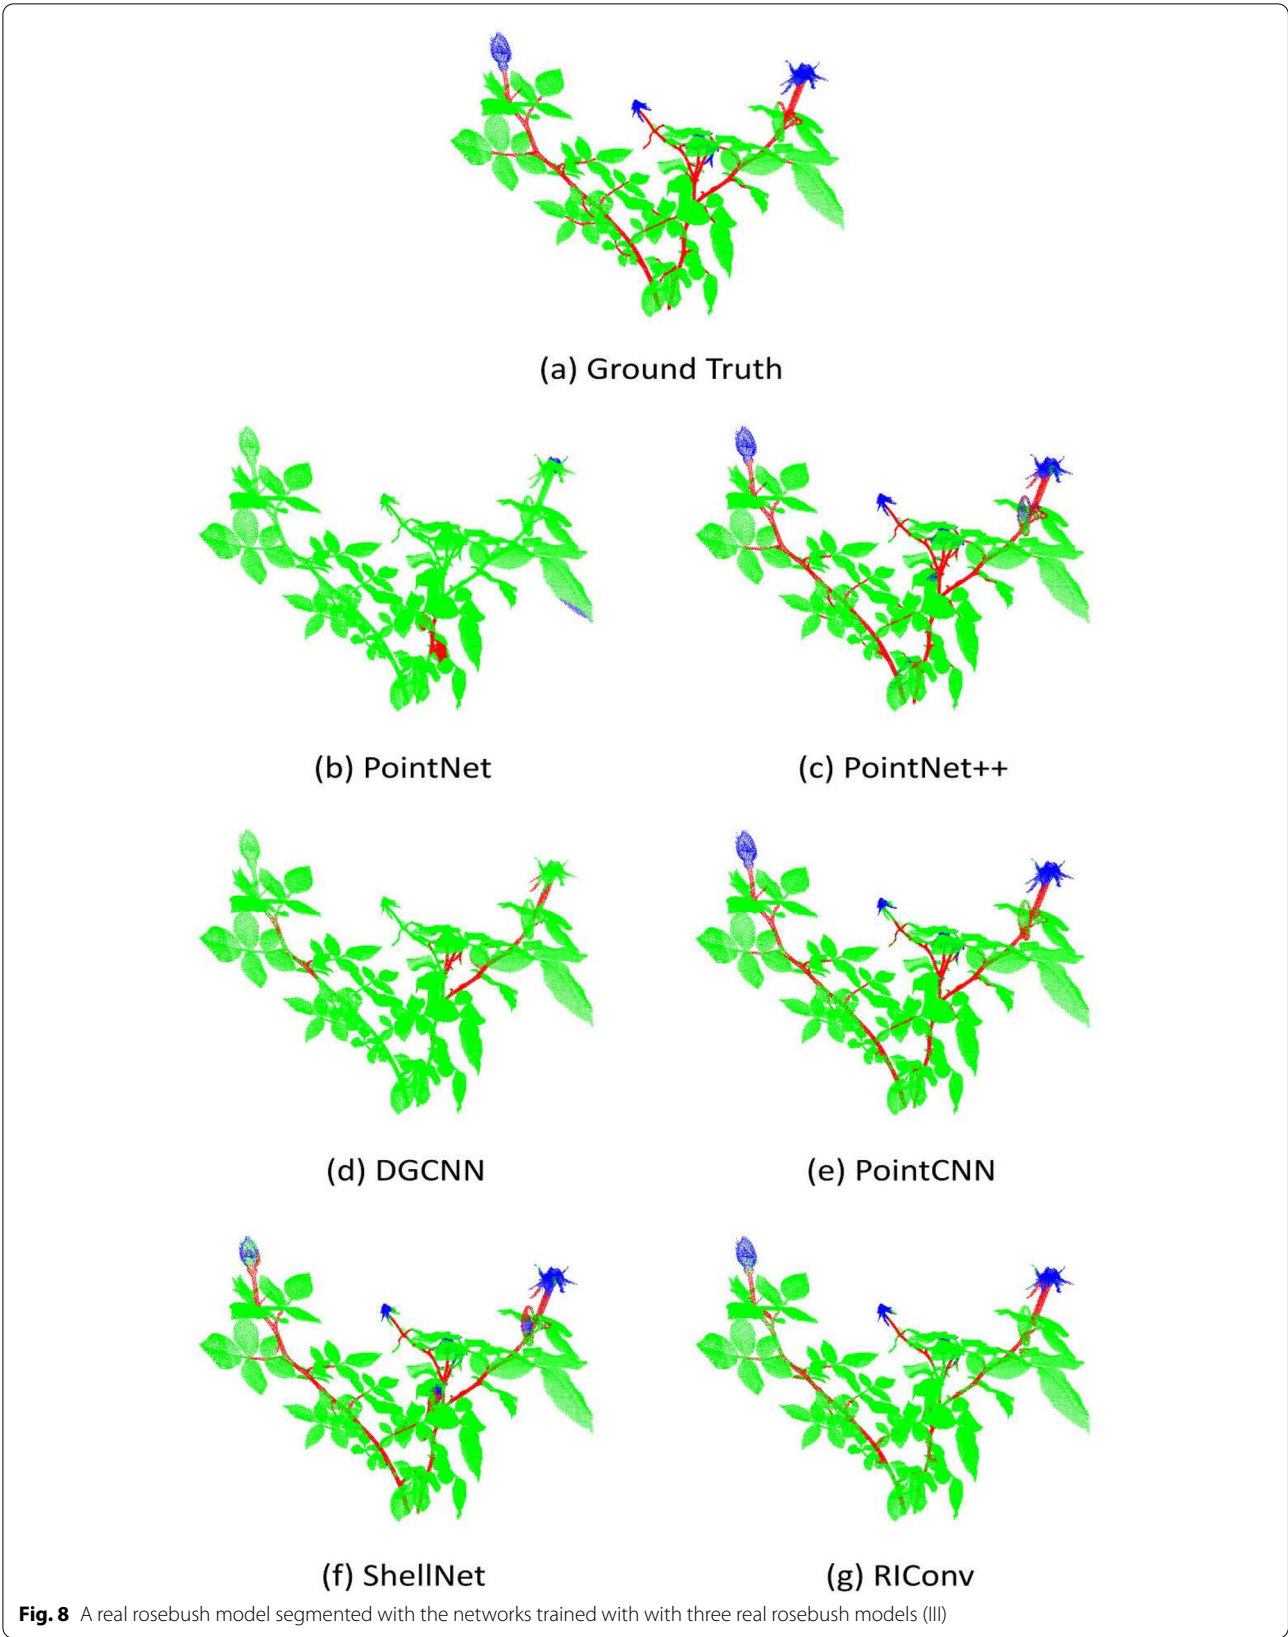 (a) Ground Truth
(b) PointNet
(c) PointNet++
(d) DGCNN
(e) PointCNN
(f) ShellNet
(g) RIConv
Fig. 8 A real rosebush model segmented with the networks trained with with three real rosebush models (III)